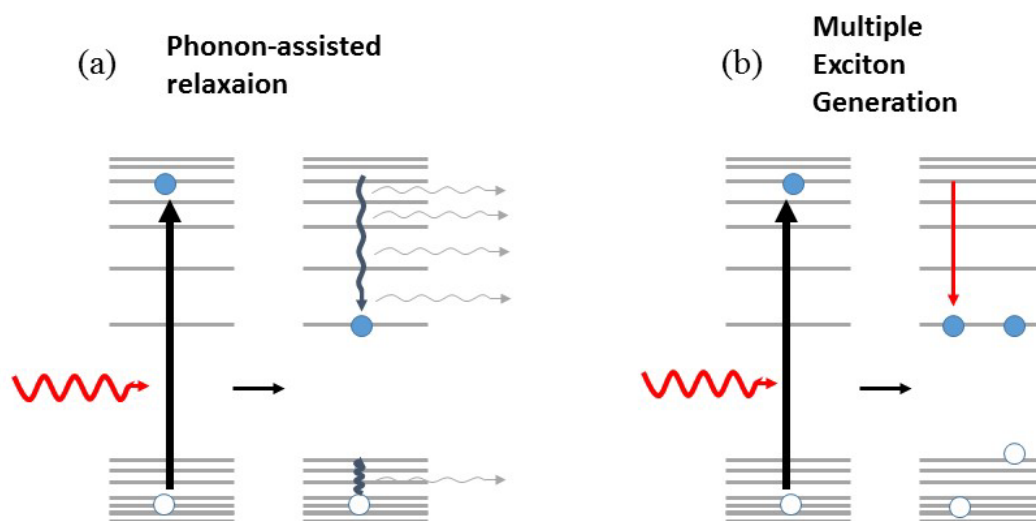 (a)
Phonon-assisted
relaxaion
(b)
Multiple
Exciton
Generation